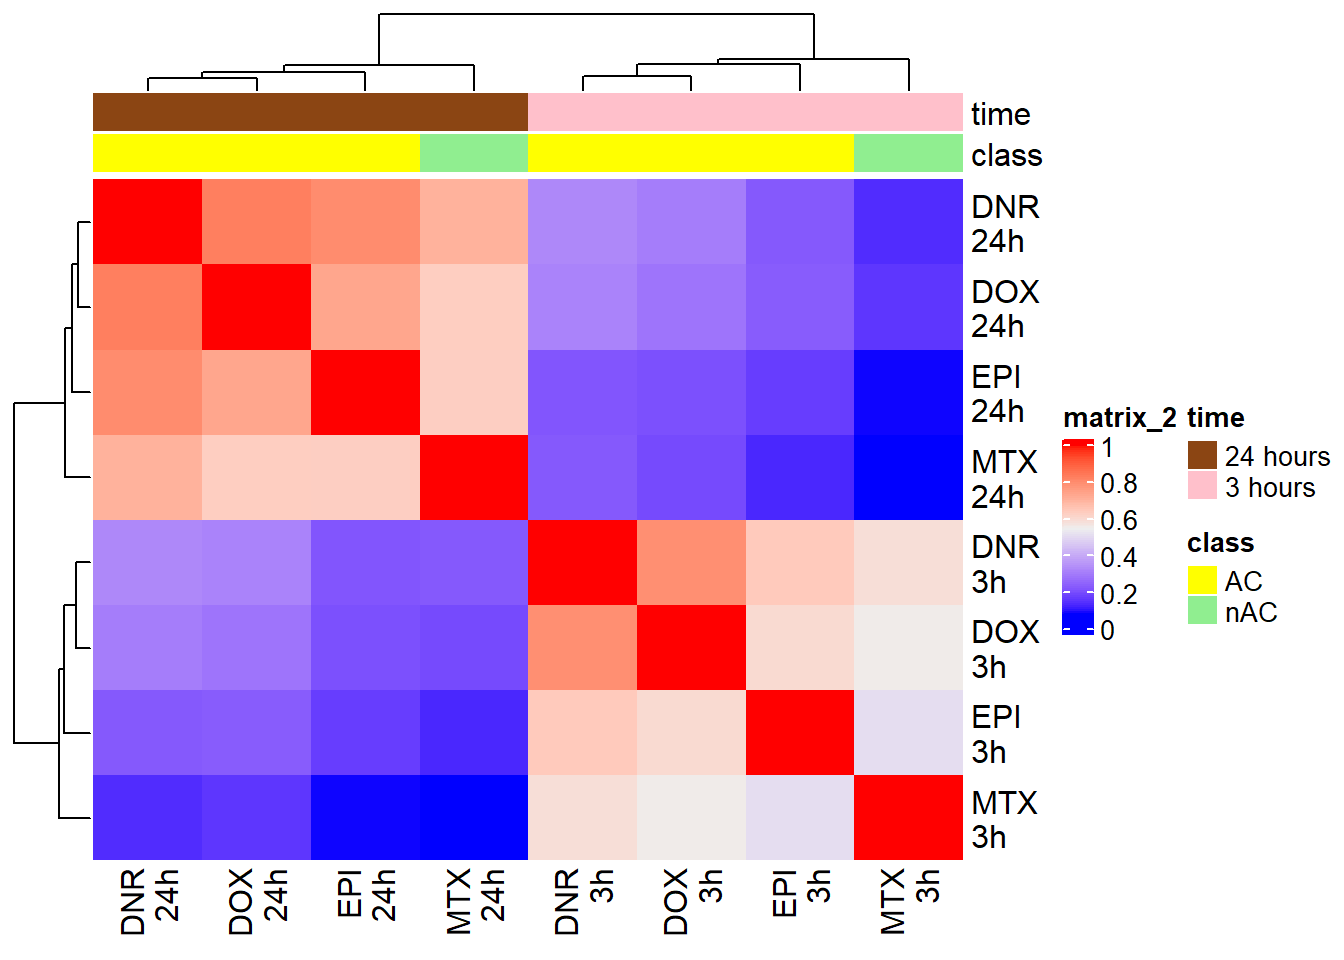 time
class
DNR
24h
DOX
24h
EPI
24h
MTX
24h
DNR
3h
DOX
3h
EPI
3h
MTX
3h
DNR
24h
DOX
24h
EPI
24h
MTX
24h
DNR
3h
DOX
3h
EPI
3h
MTX
3h
matrix_2
1
0.8
0.6
0.4
0.2
0
time
24 hours
3 hours
class
AC
nAC